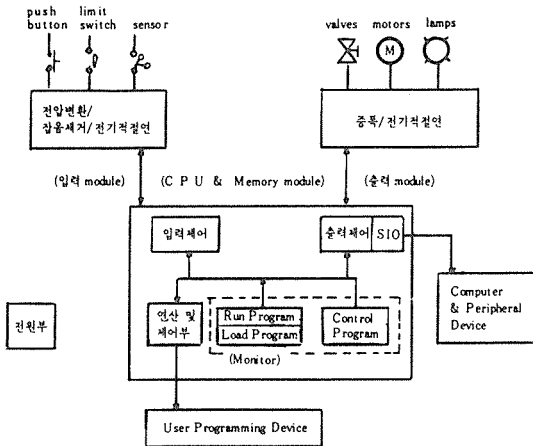 push button
limit switch
sensor
valves
motors
lamps
M
전압변환/
잡음제거/전기적절연
증폭/전기적절연
(입력 module)
(C P U & Memory module)
(출력 module)
입력제어
출력제어
SIO
연산 및
제어부
Run Program
Load Program
Control
Program
(Monitor)
전원부
Computer
& Peripheral
Device
User Programming Device